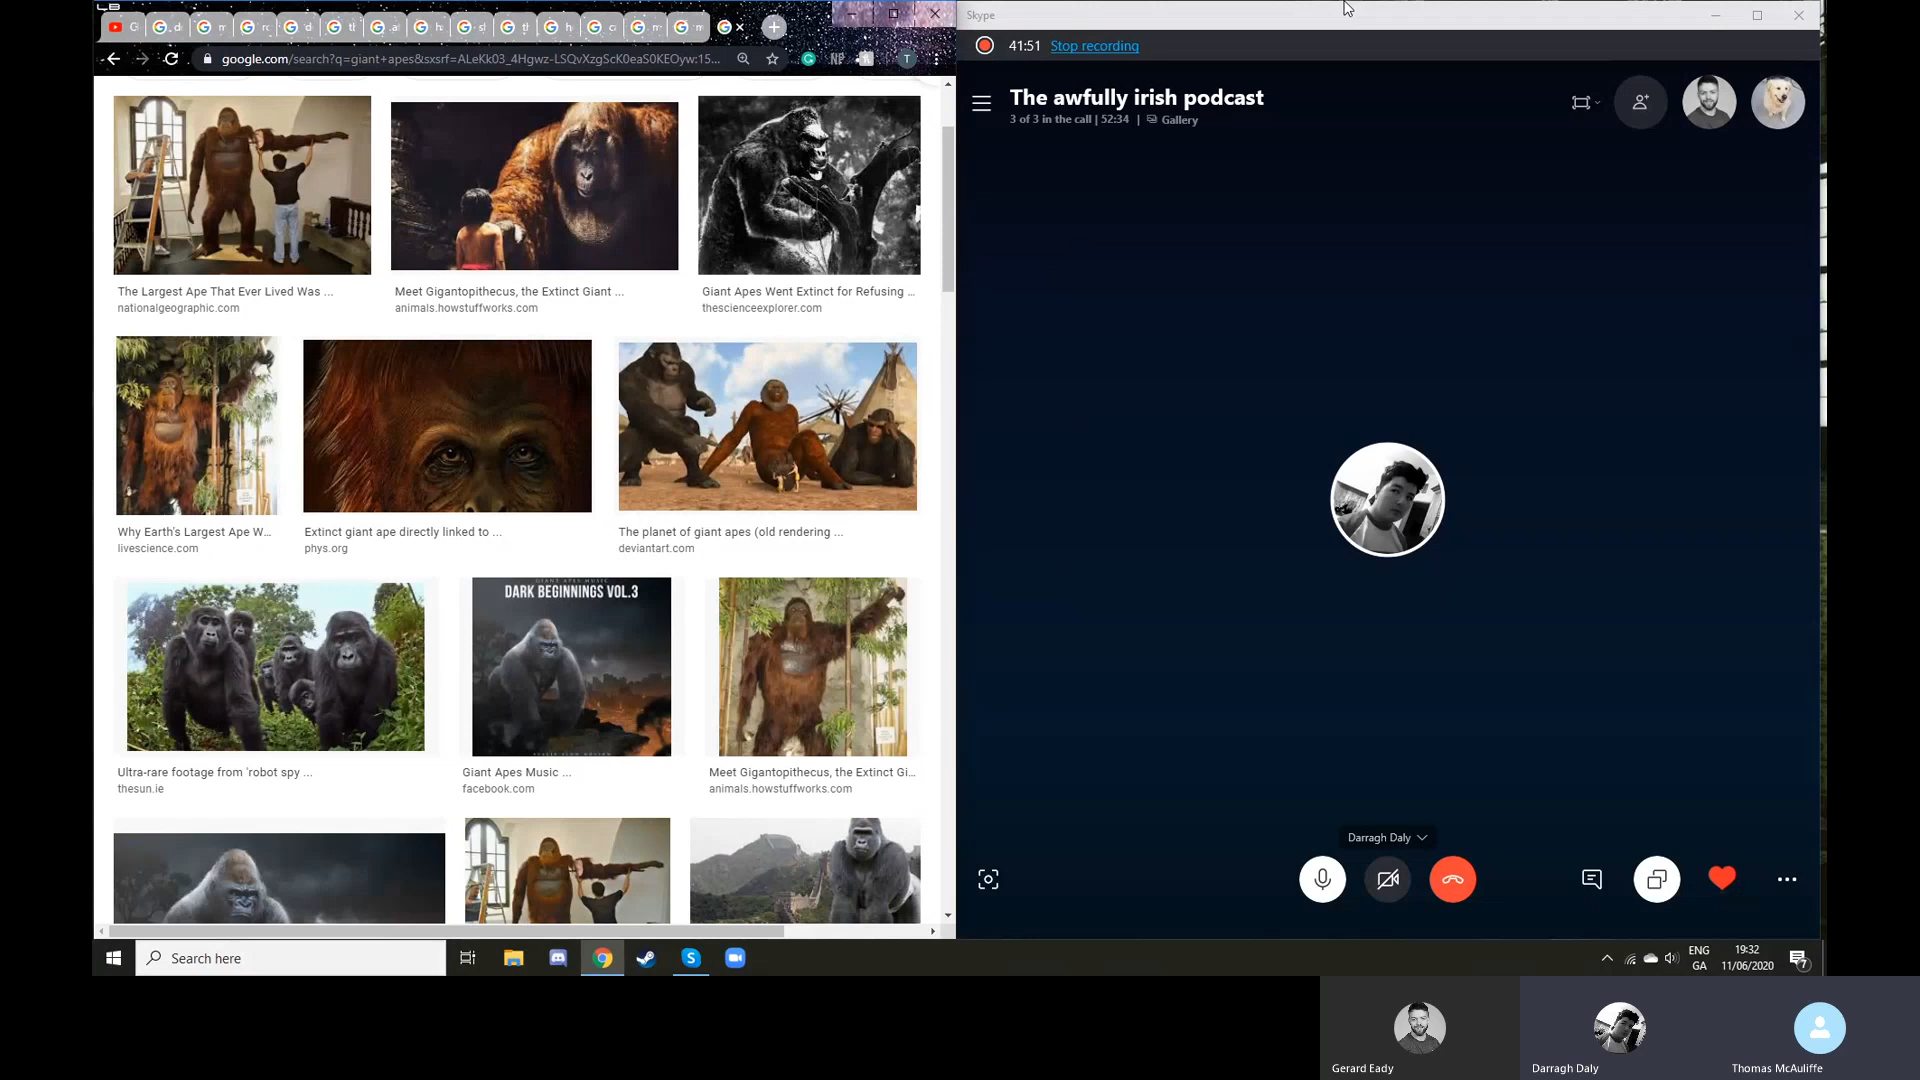 google.com/search?q=giant+apes&sxsrf=ALeKk03_4Hgwz-LSQvXzgScK0eaS0KEOyw:15...
T
The Largest Ape That Ever Lived Was ...
nationalgeographic.com
Meet Gigantopithecus, the Extinct Giant ...
animals.howstuffworks.com
Giant Apes Went Extinct for Refusing ...
thescienceexplorer.com
Why Earth's Largest Ape W...
livescience.com
Extinct giant ape directly linked to ...
phys.org
The planet of giant apes (old rendering ...
deviantart.com
GIANT APES MUSIC
DARK BEGINNINGS VOL.3
Ultra-rare footage from 'robot spy ...
thesun.ie
Giant Apes Music ...
facebook.com
Meet Gigantopithecus, the Extinct Gi...
animals.howstuffworks.com
Search here
Skype
41:51 Stop recording
The awfully irish podcast
3 of 3 in the call | 52:34 | Gallery
Darragh Daly
ENG
GA
19:32
11/06/2020
7
Gerard Eady
Darragh Daly
Thomas McAuliffe